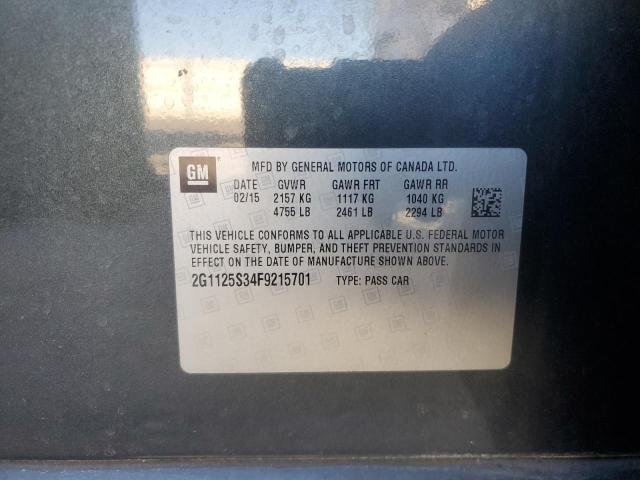 GM
MFD BY GENERAL MOTORS OF CANADA LTD.
DATE GVWR GAWR FRT GAWR RR
02/15 2157 KG 1117 KG 1040 KG
4755 LB 2461 LB 2294 LB
THIS VEHICLE CONFORMS TO ALL APPLICABLE U.S. FEDERAL MOTOR
VEHICLE SAFETY, BUMPER, AND THEFT PREVENTION STANDARDS IN
EFFECT ON THE DATE OF MANUFACTURE SHOWN ABOVE.
2G1125S34F9215701 TYPE: PASS CAR